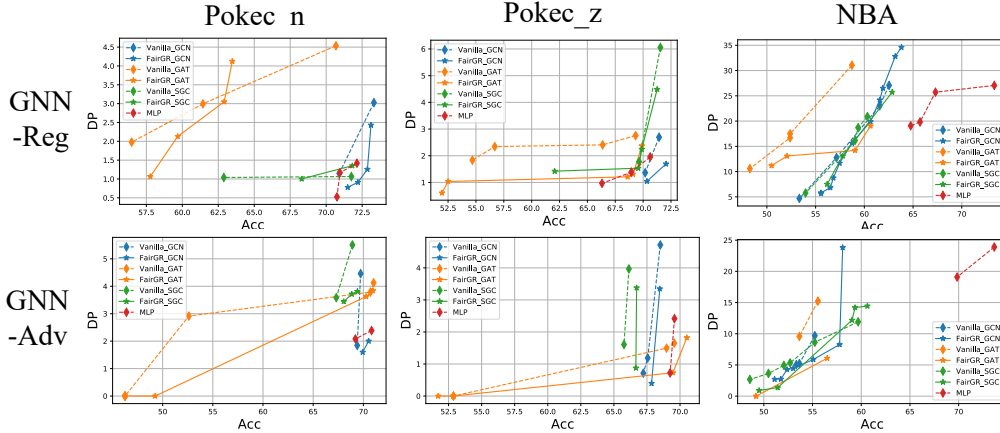 Pokec_n Pokec_z NBA
GNN
-Reg
DP
4.5
4.0
3.5
3.0
2.5
2.0
1.5
1.0
0.5
57.5 60.0 62.5 65.0 67.5 70.0 72.5
Acc
Vanilla_GCN
FairGR_GCN
Vanilla_GAT
FairGR_GAT
Vanilla_SGC
FairGR_SGC
MLP
DP
6
5
4
3
2
1
52.5 55.0 57.5 60.0 62.5 65.0 67.5 70.0 72.5
Acc
Vanilla_GCN
FairGR_GCN
Vanilla_GAT
FairGR_GAT
Vanilla_SGC
FairGR_SGC
MLP
DP
35
30
25
20
15
10
5
50 55 60 65 70
Acc
Vanilla_GCN
FairGR_GCN
Vanilla_GAT
FairGR_GAT
Vanilla_SGC
FairGR_SGC
MLP
GNN
-Adv
DP
5
4
3
2
1
0
50 55 60 65 70
Acc
Vanilla_GCN
FairGR_GCN
Vanilla_GAT
FairGR_GAT
Vanilla_SGC
FairGR_SGC
MLP
DP
4
3
2
1
0
52.5 55.0 57.5 60.0 62.5 65.0 67.5 70.0
Acc
Vanilla_GCN
FairGR_GCN
Vanilla_GAT
FairGR_GAT
Vanilla_SGC
FairGR_SGC
MLP
DP
25
20
15
10
5
0
50 55 60 65 70
Acc
Vanilla_GCN
FairGR_GCN
Vanilla_GAT
FairGR_GAT
Vanilla_SGC
FairGR_SGC
MLP